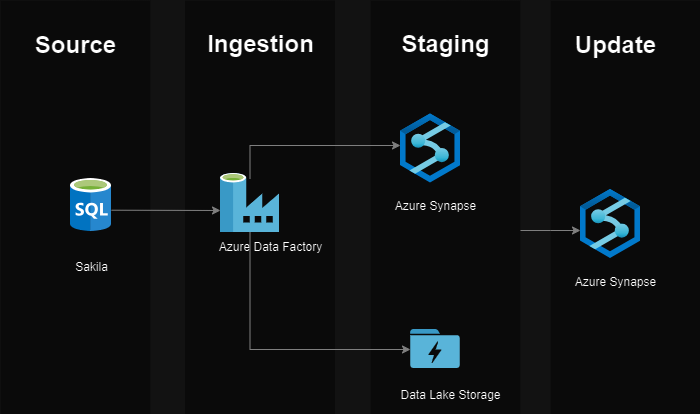 Source
Ingestion
Staging
Update
SQL
Sakila
Azure Data Factory
Azure Synapse
Data Lake Storage
Azure Synapse